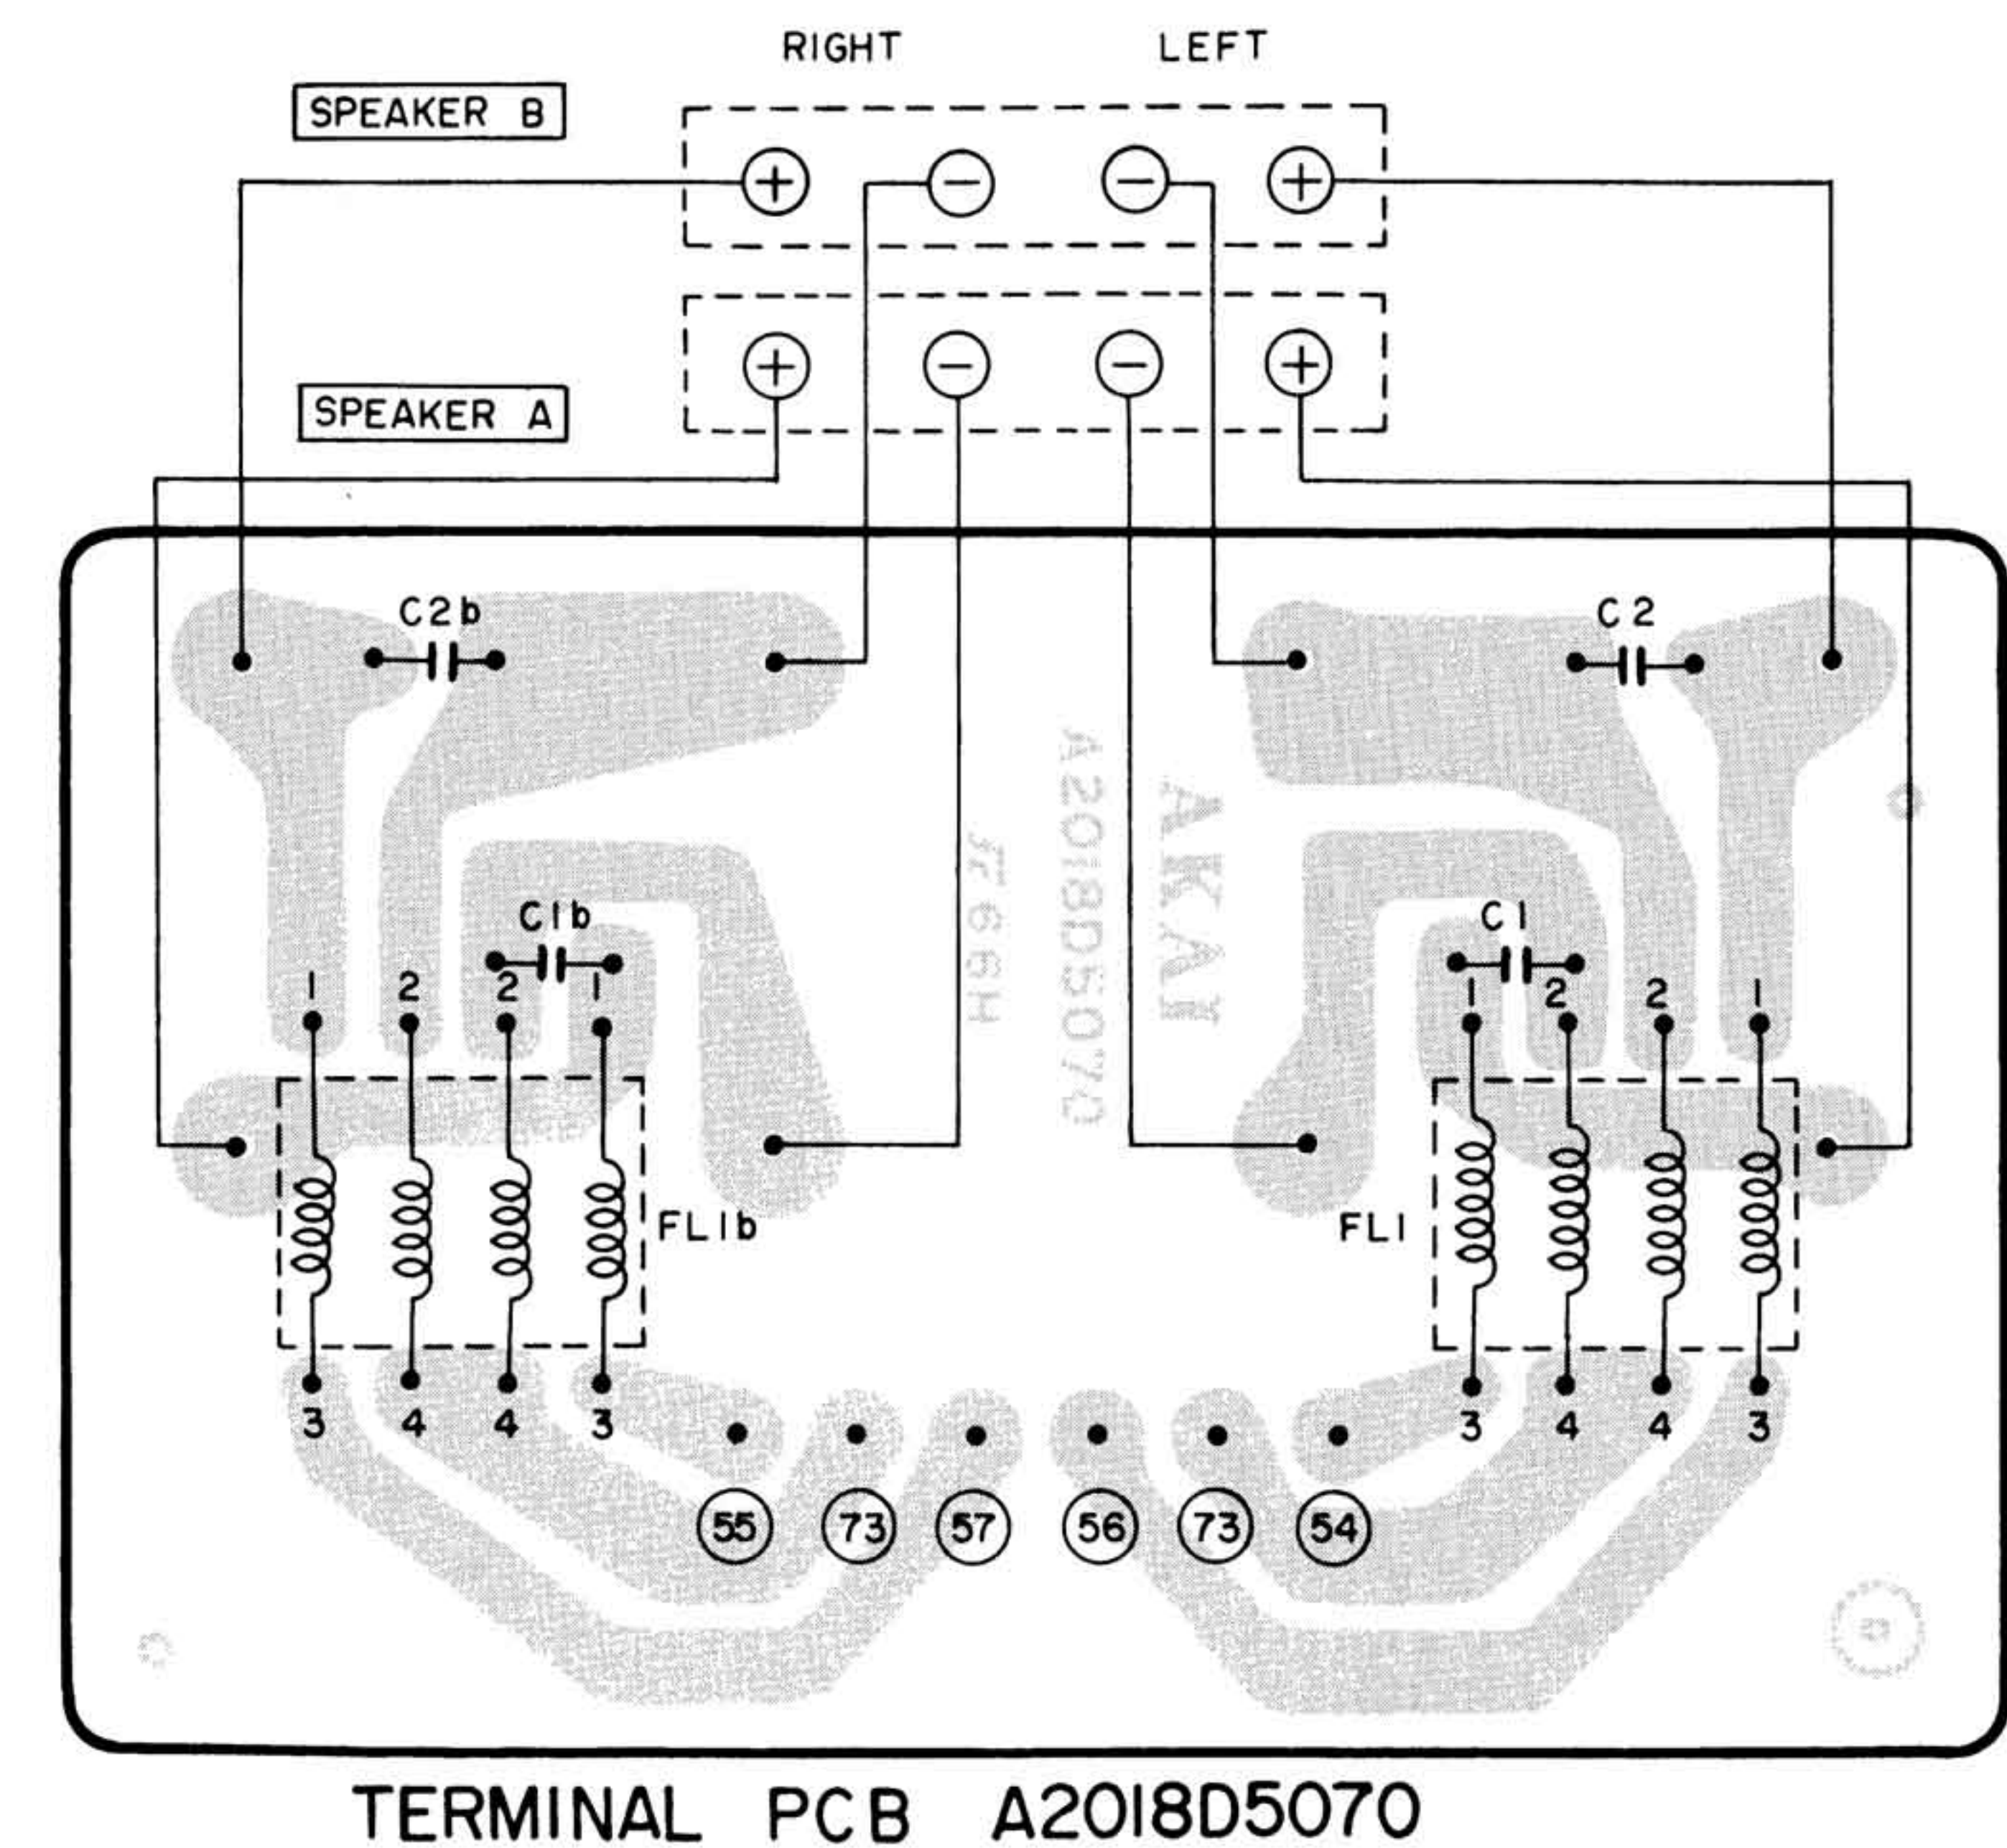 RIGHT LEFT
SPEAKER B
+ − − +
SPEAKER A
+ − − +
C2b C2
A2018D5070
AKAI
C1b C1
1 2 2 1 1 2 2 1
FL1b FL1
3 4 4 3 3 4 4 3
55 73 57 56 73 54
TERMINAL PCB A2018D5070